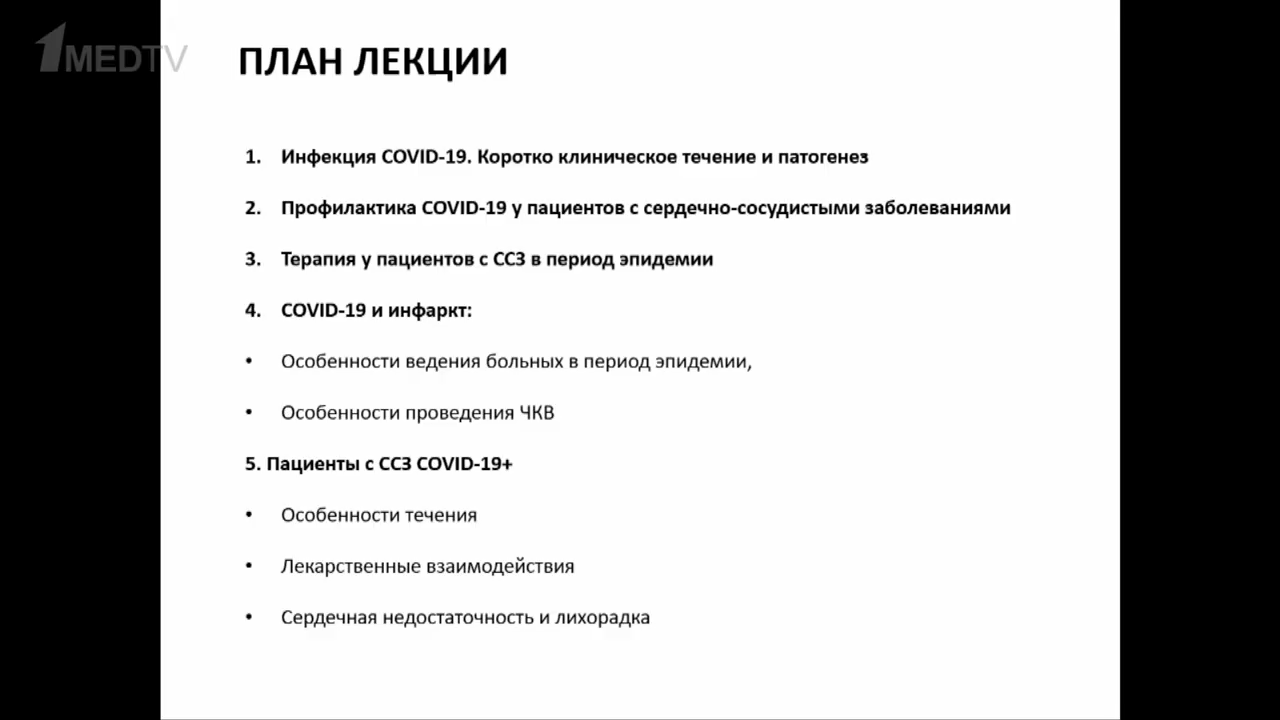 1MEDTV
ПЛАН ЛЕКЦИИ
1. Инфекция COVID-19. Коротко клиническое течение и патогенез
2. Профилактика COVID-19 у пациентов с сердечно-сосудистыми заболеваниями
3. Терапия у пациентов с ССЗ в период эпидемии
4. COVID-19 и инфаркт:
• Особенности ведения больных в период эпидемии,
• Особенности проведения ЧКВ
5. Пациенты с ССЗ COVID-19+
• Особенности течения
• Лекарственные взаимодействия
• Сердечная недостаточность и лихорадка